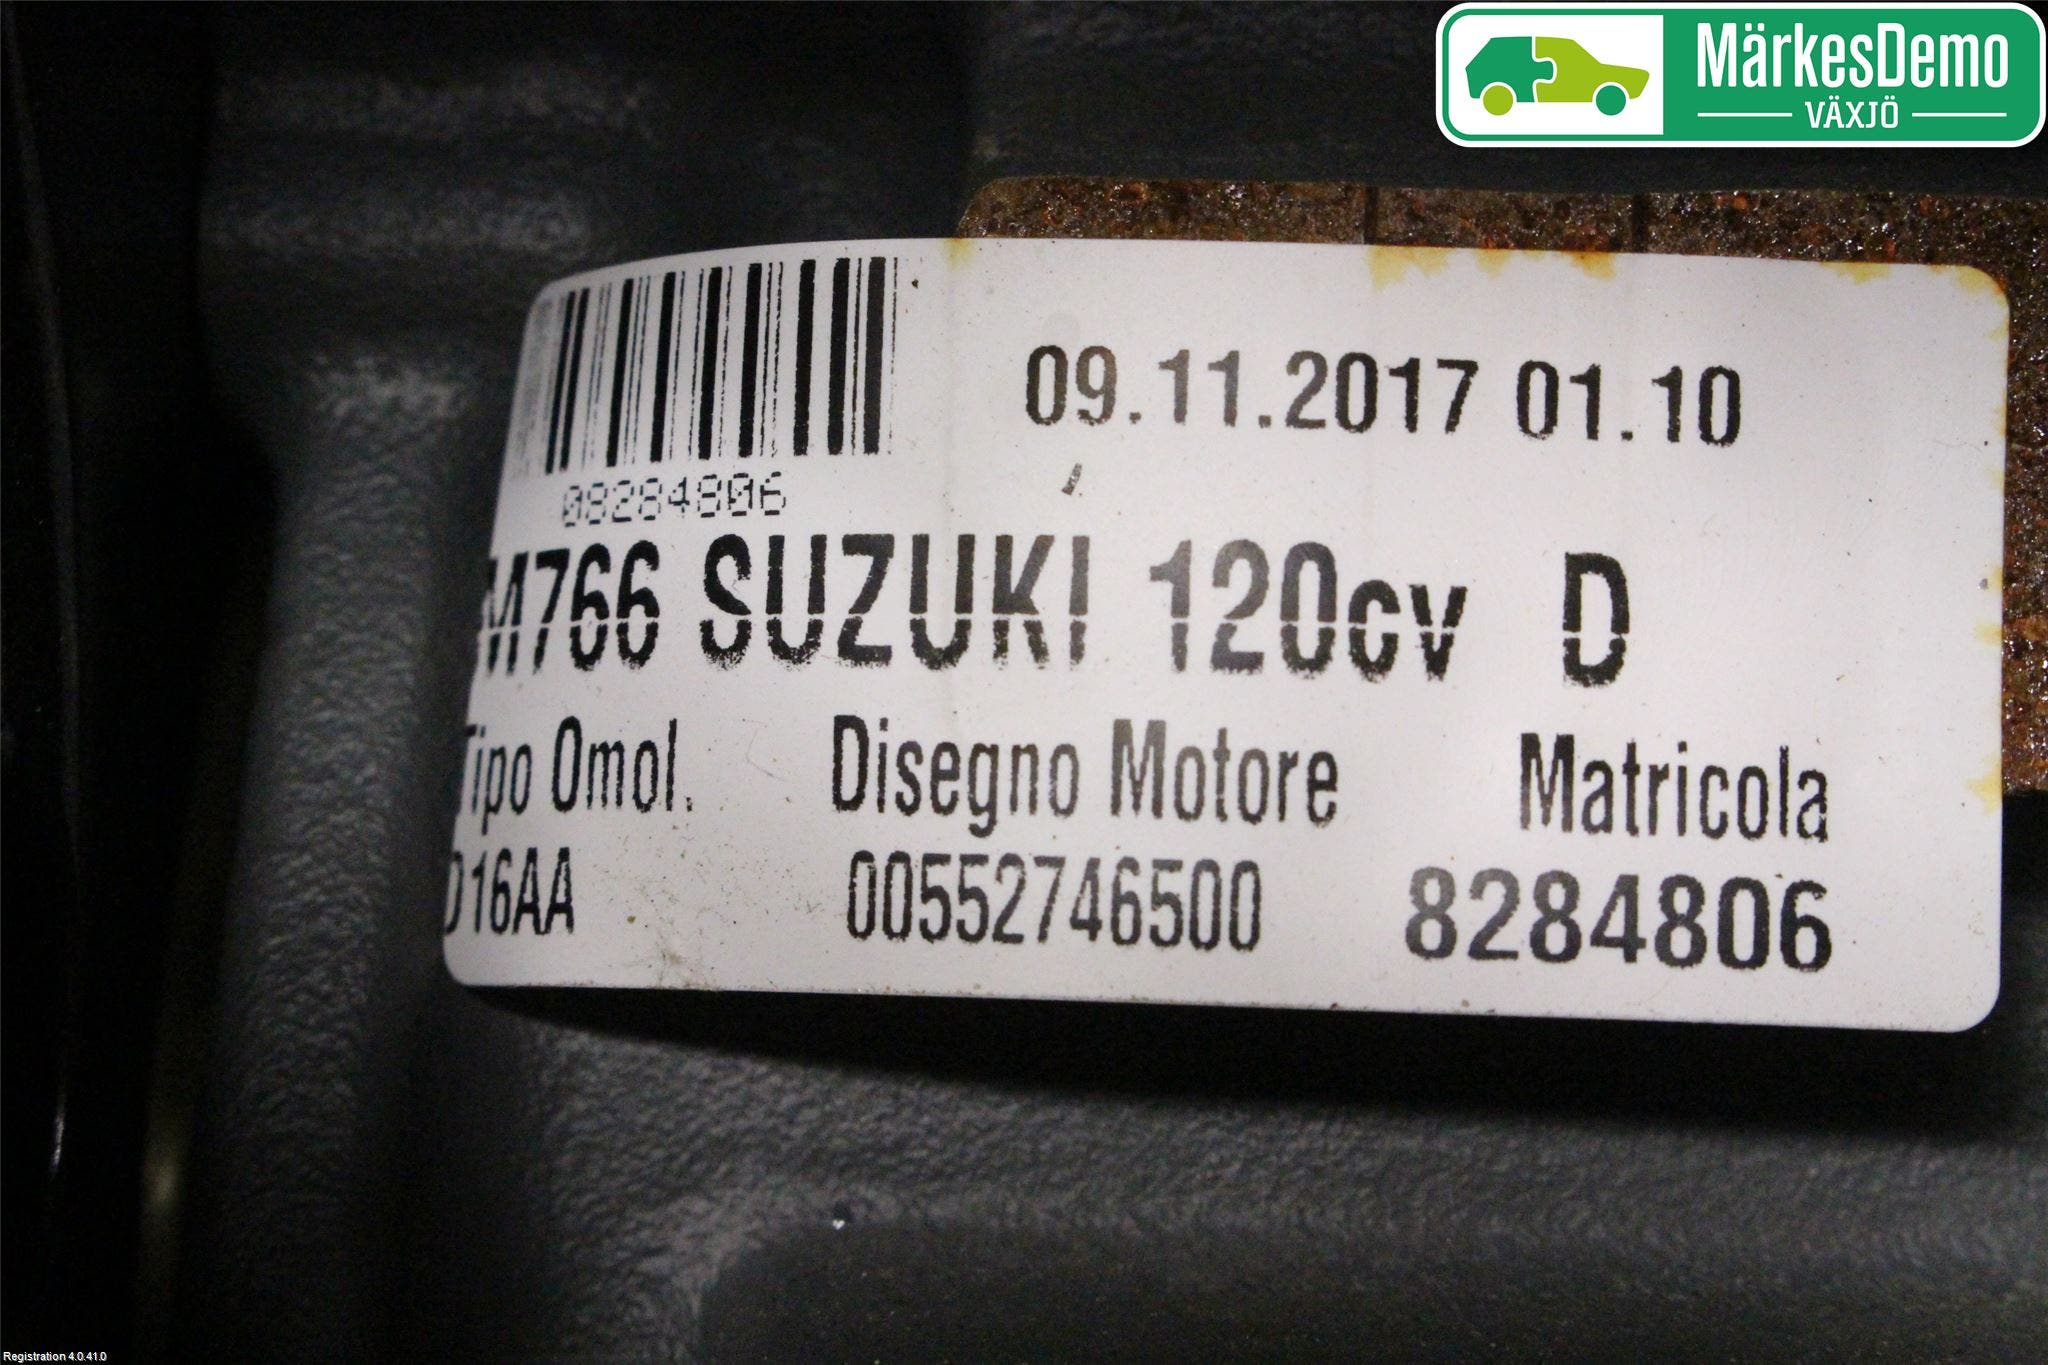 MärkesDemo
VÄXJÖ
09.11.2017 01.10
08284806
M766 SUZUKI 120cv D
Tipo Omol. Disegno Motore Matricola
D16AA 00552746500 8284806
Registration 4.0.41.0